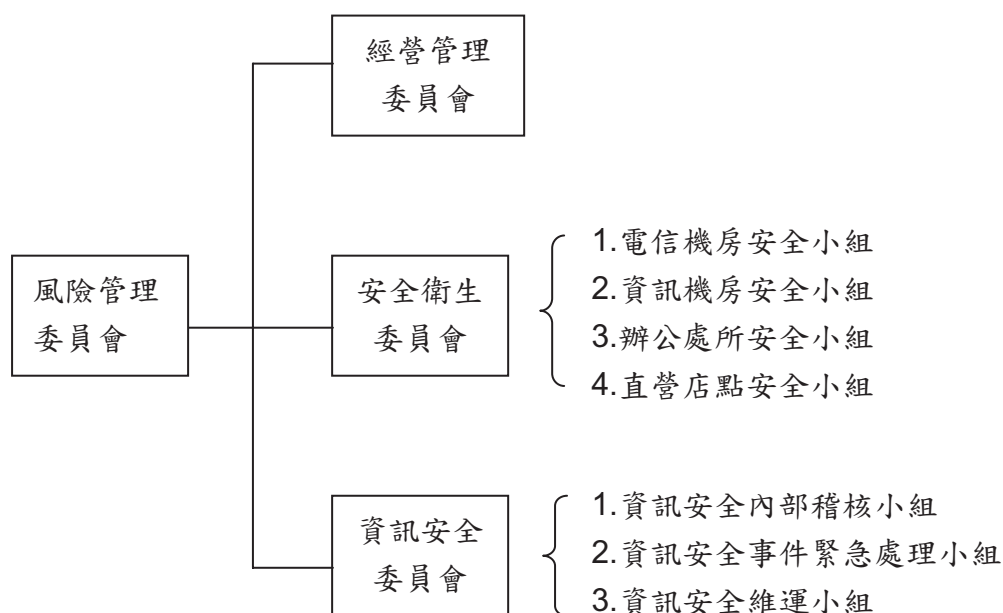 經營管理
委員會
風險管理
委員會
安全衛生
委員會
1.電信機房安全小組
2.資訊機房安全小組
3.辦公處所安全小組
4.直營店點安全小組
資訊安全
委員會
1.資訊安全內部稽核小組
2.資訊安全事件緊急處理小組
3.資訊安全維運小組